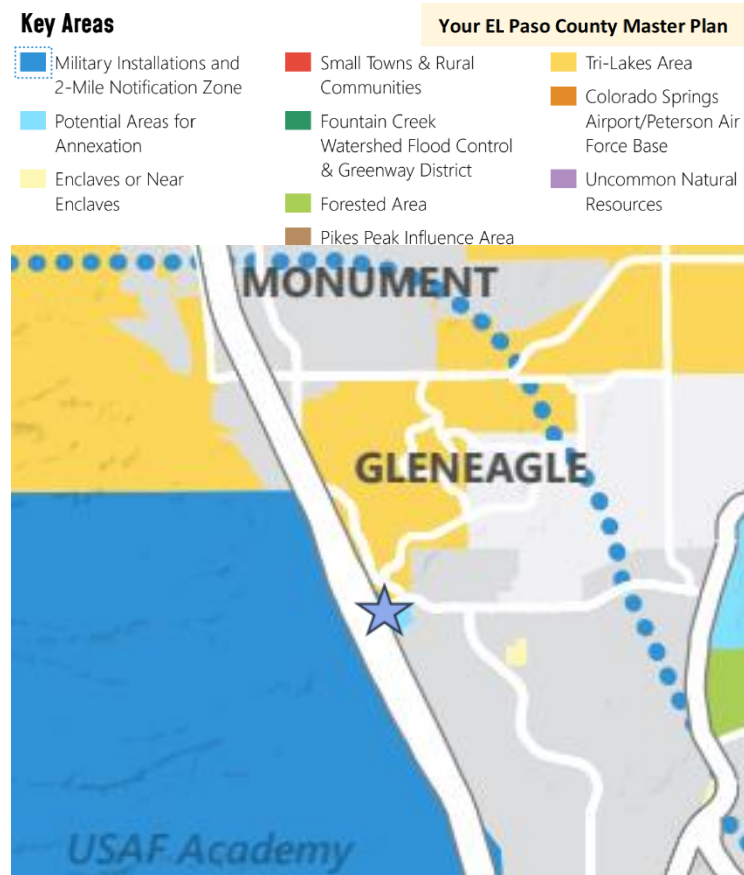 Key Areas
Your EL Paso County Master Plan
Military Installations and
2-Mile Notification Zone
Potential Areas for
Annexation
Enclaves or Near
Enclaves
Small Towns & Rural
Communities
Fountain Creek
Watershed Flood Control
& Greenway District
Forested Area
Pikes Peak Influence Area
Tri-Lakes Area
Colorado Springs
Airport/Peterson Air
Force Base
Uncommon Natural
Resources
MONUMENT
GLENEAGLE
USAF Academy